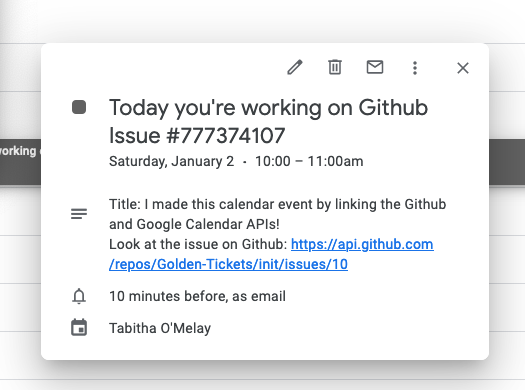 working
Today you're working on Github
Issue #777374107
Saturday, January 2 · 10:00 – 11:00am
Title: I made this calendar event by linking the Github
and Google Calendar APIs!
Look at the issue on Github: https://api.github.com
/repos/Golden-Tickets/init/issues/10
10 minutes before, as email
Tabitha O'Melay